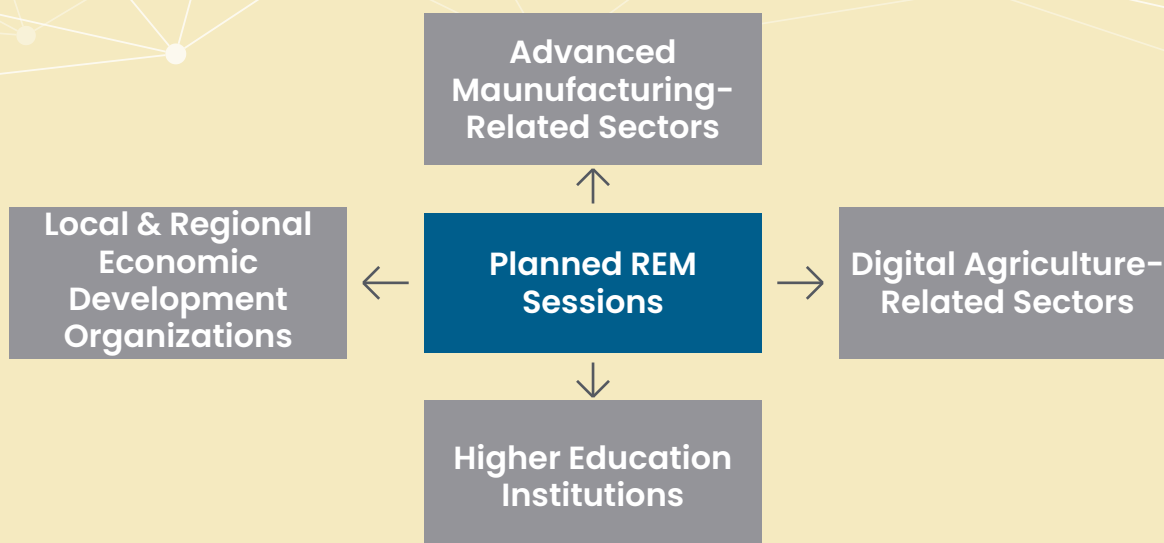 Advanced
Maunufacturing-
Related Sectors
Local & Regional
Economic
Development
Organizations
Planned REM
Sessions
Digital Agriculture-
Related Sectors
Higher Education
Institutions